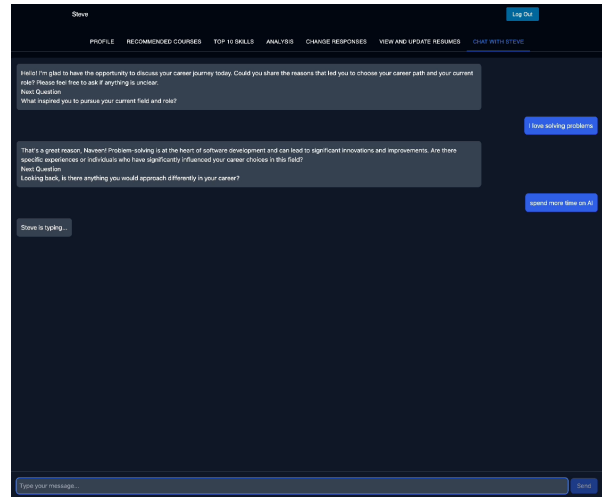 Steve
Log Out
PROFILE RECOMMENDED COURSES TOP 10 SKILLS ANALYSIS CHANGE RESPONSES VIEW AND UPDATE RESUMES CHAT WITH STEVE
Hello! I'm glad to have the opportunity to discuss your career journey today. Could you share the reasons that led you to choose your career path and your current
role? Please feel free to ask if anything is unclear.
Next Question
What inspired you to pursue your current field and role?
I love solving problems
That's a great reason, Naveen! Problem-solving is at the heart of software development and can lead to significant innovations and improvements. Are there
specific experiences or individuals who have significantly influenced your career choices in this field?
Next Question
Looking back, is there anything you would approach differently in your career?
spend more time on AI
Steve is typing...
Type your message...
Send